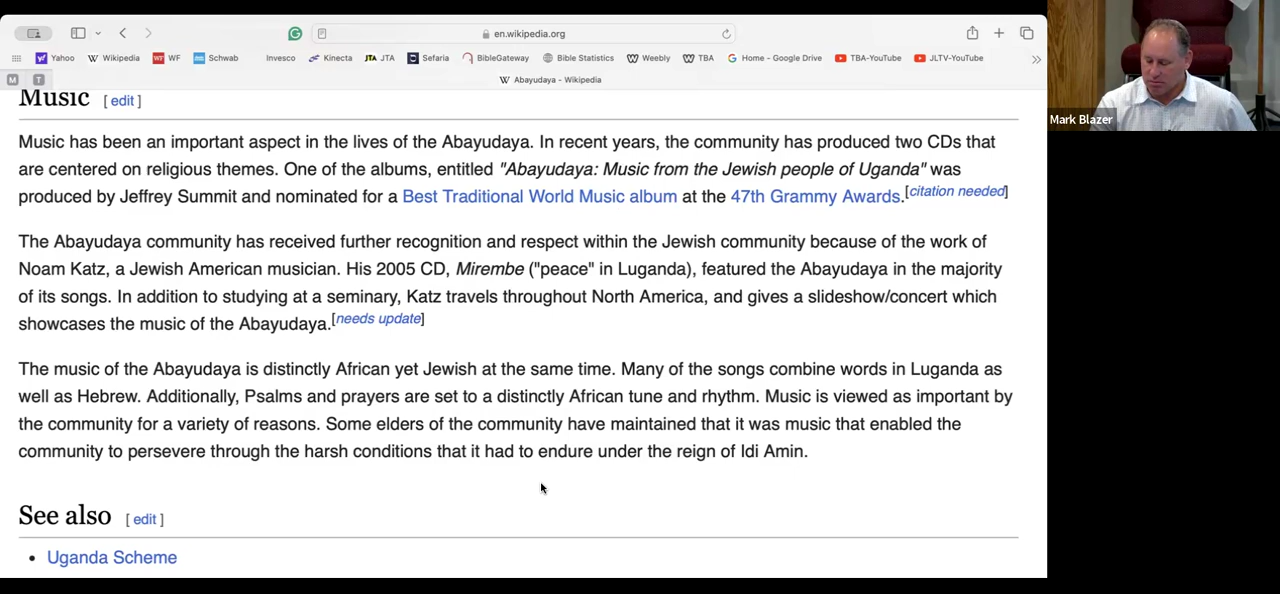 en.wikipedia.org
Yahoo Wikipedia WF Schwab Invesco Kinecta JTA JTA Sefaria BibleGateway Bible Statistics Weebly TBA Home - Google Drive TBA-YouTube JLTV-YouTube
M T W Abayudaya - Wikipedia
Music [ edit ]
Music has been an important aspect in the lives of the Abayudaya. In recent years, the community has produced two CDs that
are centered on religious themes. One of the albums, entitled "Abayudaya: Music from the Jewish people of Uganda" was
produced by Jeffrey Summit and nominated for a Best Traditional World Music album at the 47th Grammy Awards.[citation needed]
The Abayudaya community has received further recognition and respect within the Jewish community because of the work of
Noam Katz, a Jewish American musician. His 2005 CD, Mirembe ("peace" in Luganda), featured the Abayudaya in the majority
of its songs. In addition to studying at a seminary, Katz travels throughout North America, and gives a slideshow/concert which
showcases the music of the Abayudaya.[needs update]
The music of the Abayudaya is distinctly African yet Jewish at the same time. Many of the songs combine words in Luganda as
well as Hebrew. Additionally, Psalms and prayers are set to a distinctly African tune and rhythm. Music is viewed as important by
the community for a variety of reasons. Some elders of the community have maintained that it was music that enabled the
community to persevere through the harsh conditions that it had to endure under the reign of Idi Amin.
See also [ edit ]
• Uganda Scheme
Mark Blazer